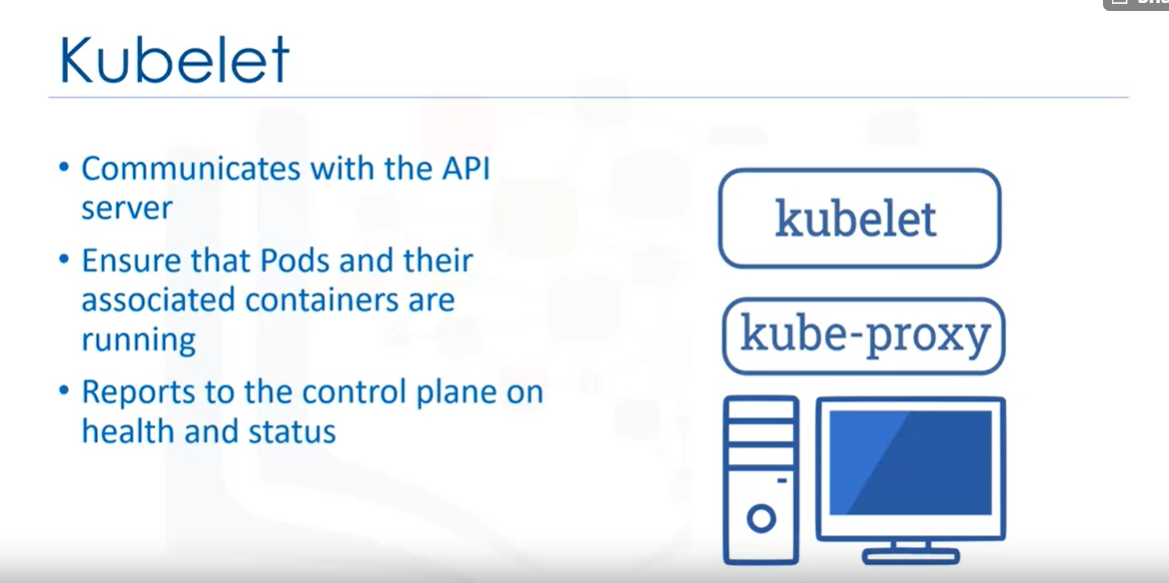 Kubelet
• Communicates with the API
server
• Ensure that Pods and their
associated containers are
running
• Reports to the control plane on
health and status
kubelet
kube-proxy